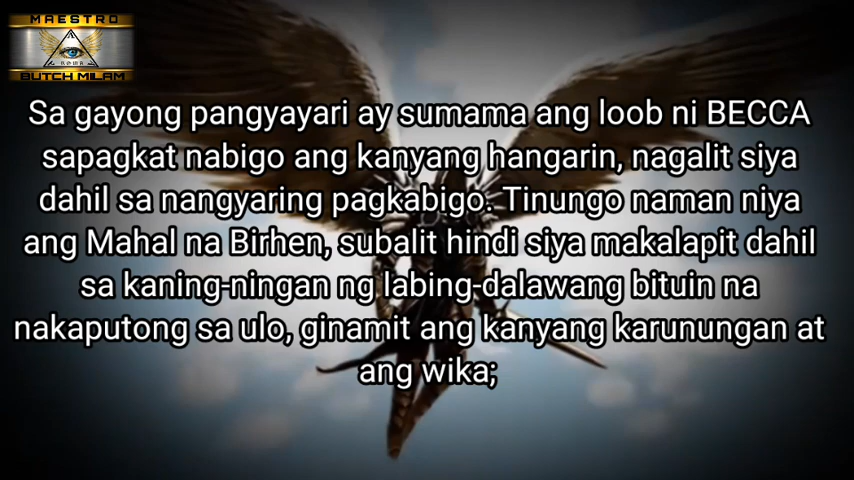 MAESTRO
ROMA
BUTCH MILAM
Sa gayong pangyayari ay sumama ang loob ni BECCA
sapagkat nabigo ang kanyang hangarin, nagalit siya
dahil sa nangyaring pagkabigo. Tinungo naman niya
ang Mahal na Birhen, subalit hindi siya makalapit dahil
sa kaning-ningan ng labing-dalawang bituin na
nakaputong sa ulo, ginamit ang kanyang karunungan at
ang wika;